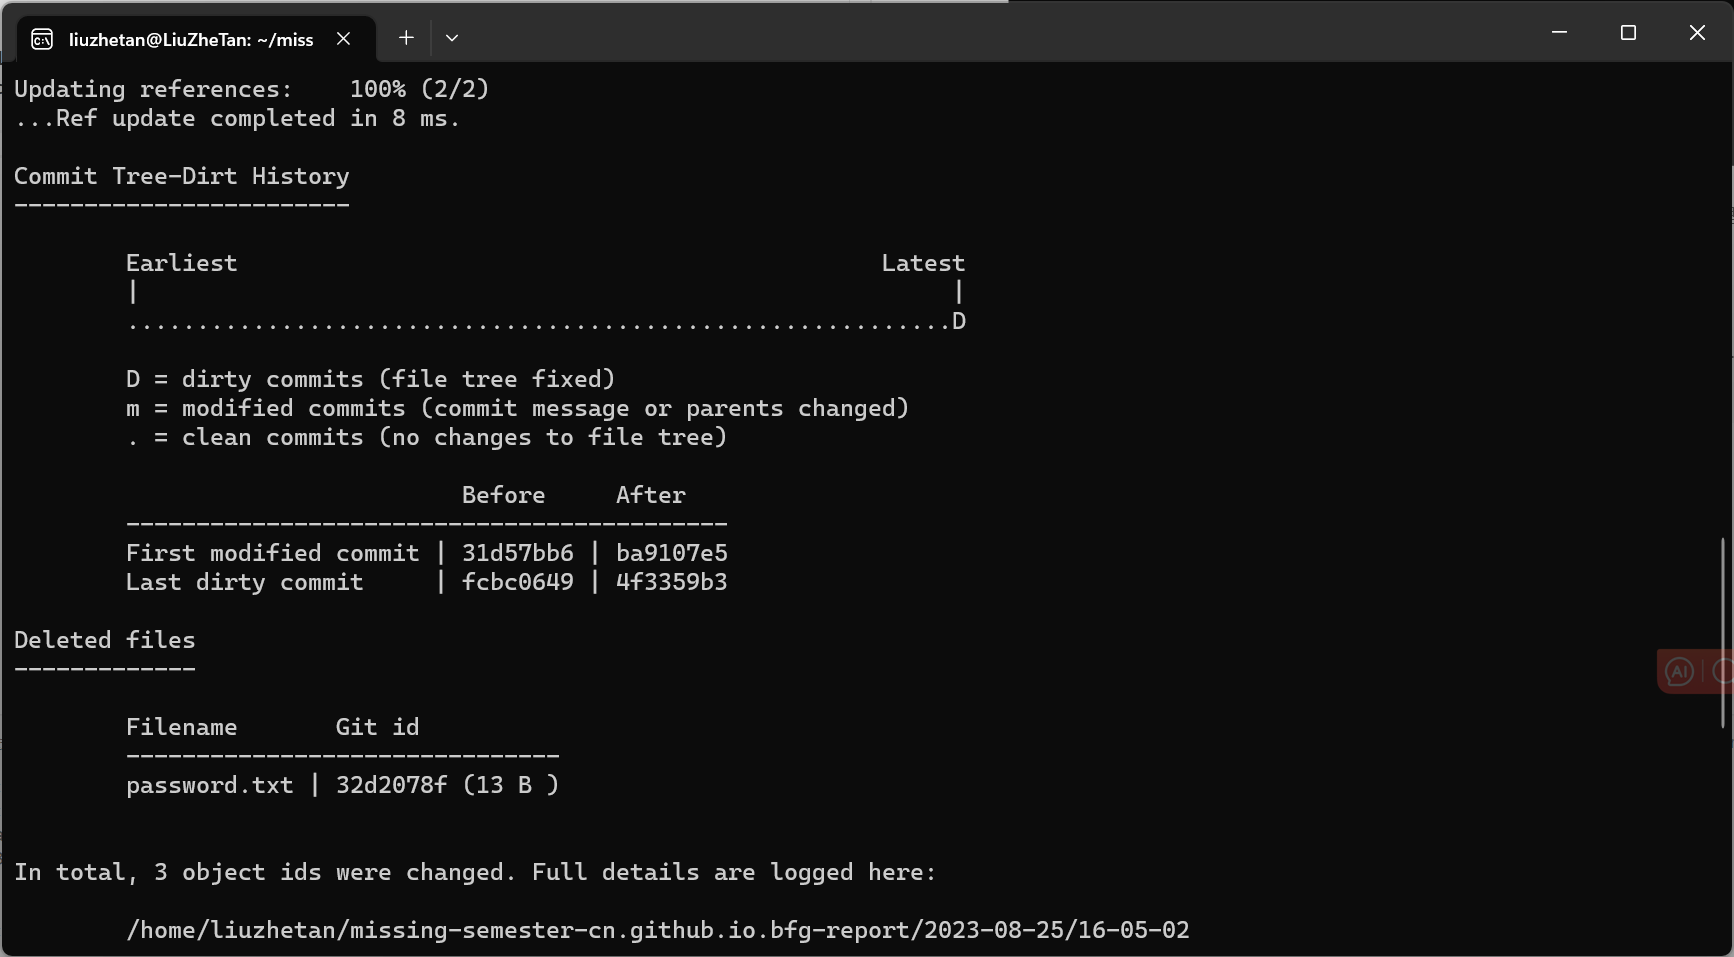 liuzhetan@LiuZheTan: ~/miss
Updating references:    100% (2/2)
...Ref update completed in 8 ms.
Commit Tree-Dirt History
------------------------
Earliest                                              Latest
|                                                          |
...........................................................D
D = dirty commits (file tree fixed)
m = modified commits (commit message or parents changed)
. = clean commits (no changes to file tree)
Before     After
-------------------------------------------
First modified commit | 31d57bb6 | ba9107e5
Last dirty commit     | fcbc0649 | 4f3359b3
Deleted files
-------------
Filename       Git id
-------------------------------
password.txt | 32d2078f (13 B )
In total, 3 object ids were changed. Full details are logged here:
/home/liuzhetan/missing-semester-cn.github.io.bfg-report/2023-08-25/16-05-02
AI